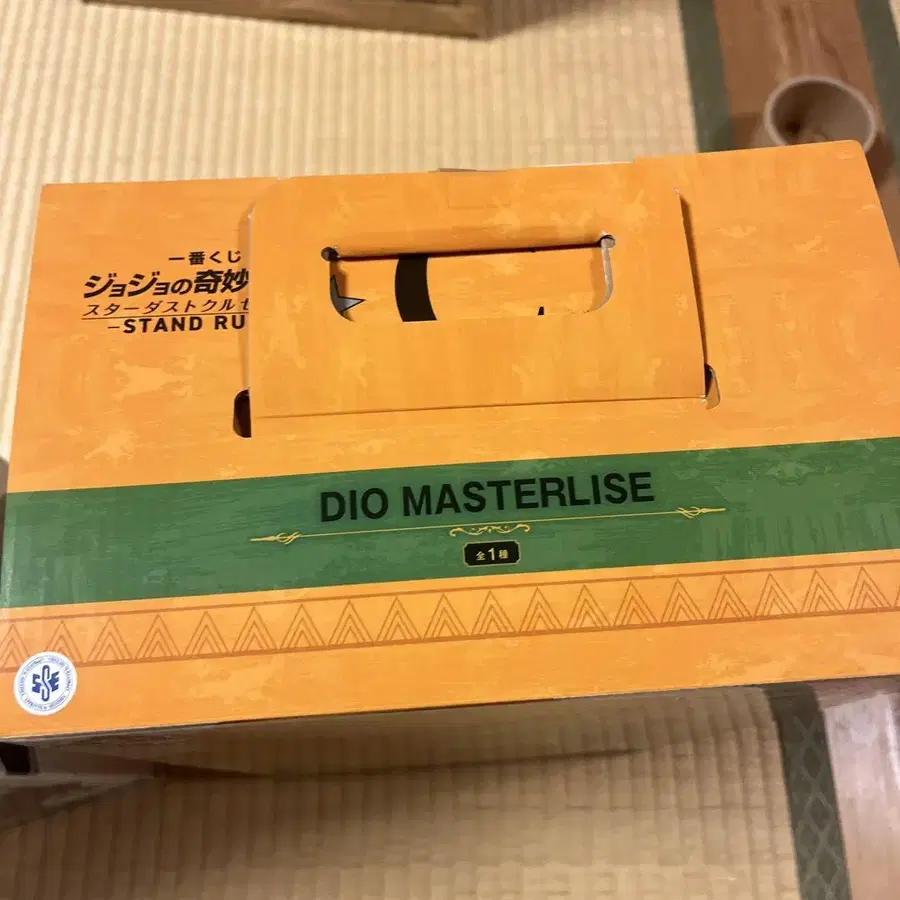 一番くじ
ジョジョの奇妙
スターダストクルセ
—STAND RU
DIO MASTERLISE
全1種